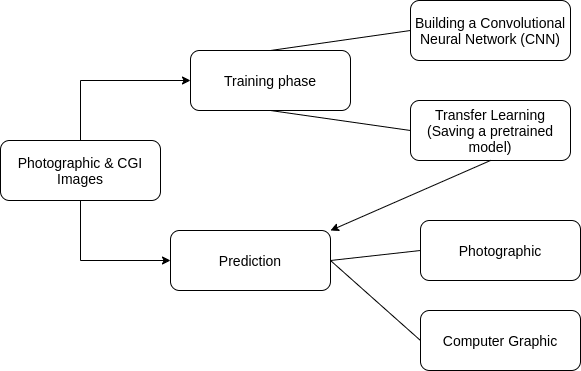 Building a Convolutional
Neural Network (CNN)
Training phase
Transfer Learning
(Saving a pretrained
model)
Photographic & CGI
Images
Prediction
Photographic
Computer Graphic